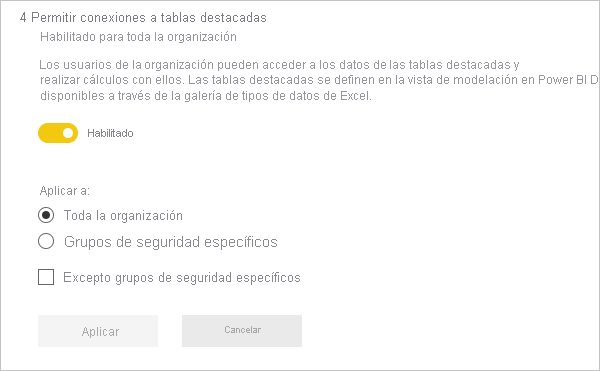 4 Permitir conexiones a tablas destacadas
Habilitado para toda la organización
Los usuarios de la organización pueden acceder a los datos de las tablas destacadas y
realizar cálculos con ellos. Las tablas destacadas se definen en la vista de modelación en Power BI D
disponibles a través de la galería de tipos de datos de Excel.
Habilitado
Aplicar a:
Toda la organización
Grupos de seguridad específicos
Excepto grupos de seguridad específicos
Aplicar Cancelar